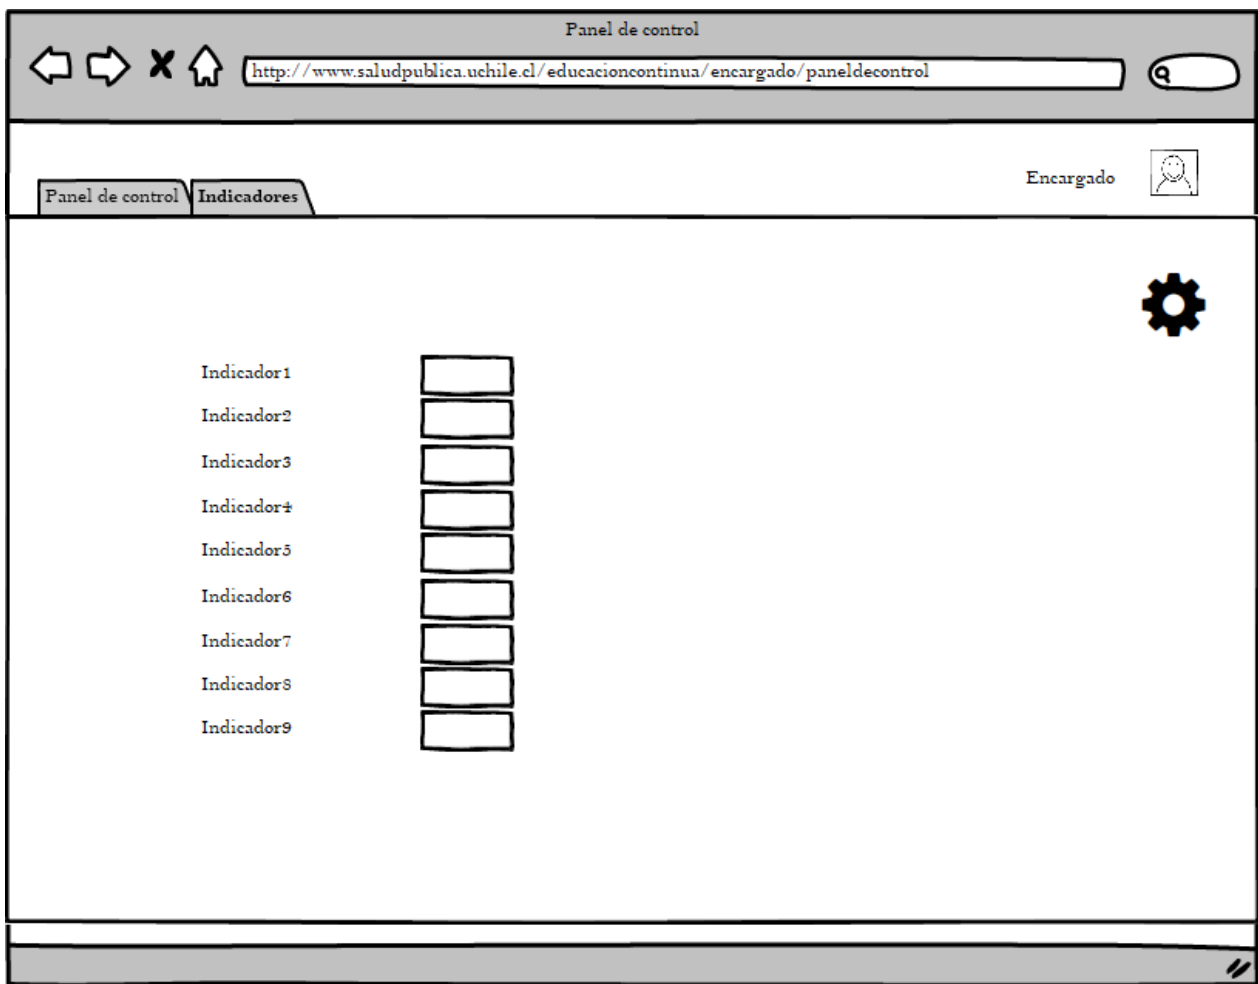 Panel de control
http://www.saludpublica.uchile.cl/educacioncontinua/encargado/paneldecontrol
Encargado
Panel de control Indicadores
Indicador1
Indicador2
Indicador3
Indicador4
Indicador5
Indicador6
Indicador7
Indicador8
Indicador9